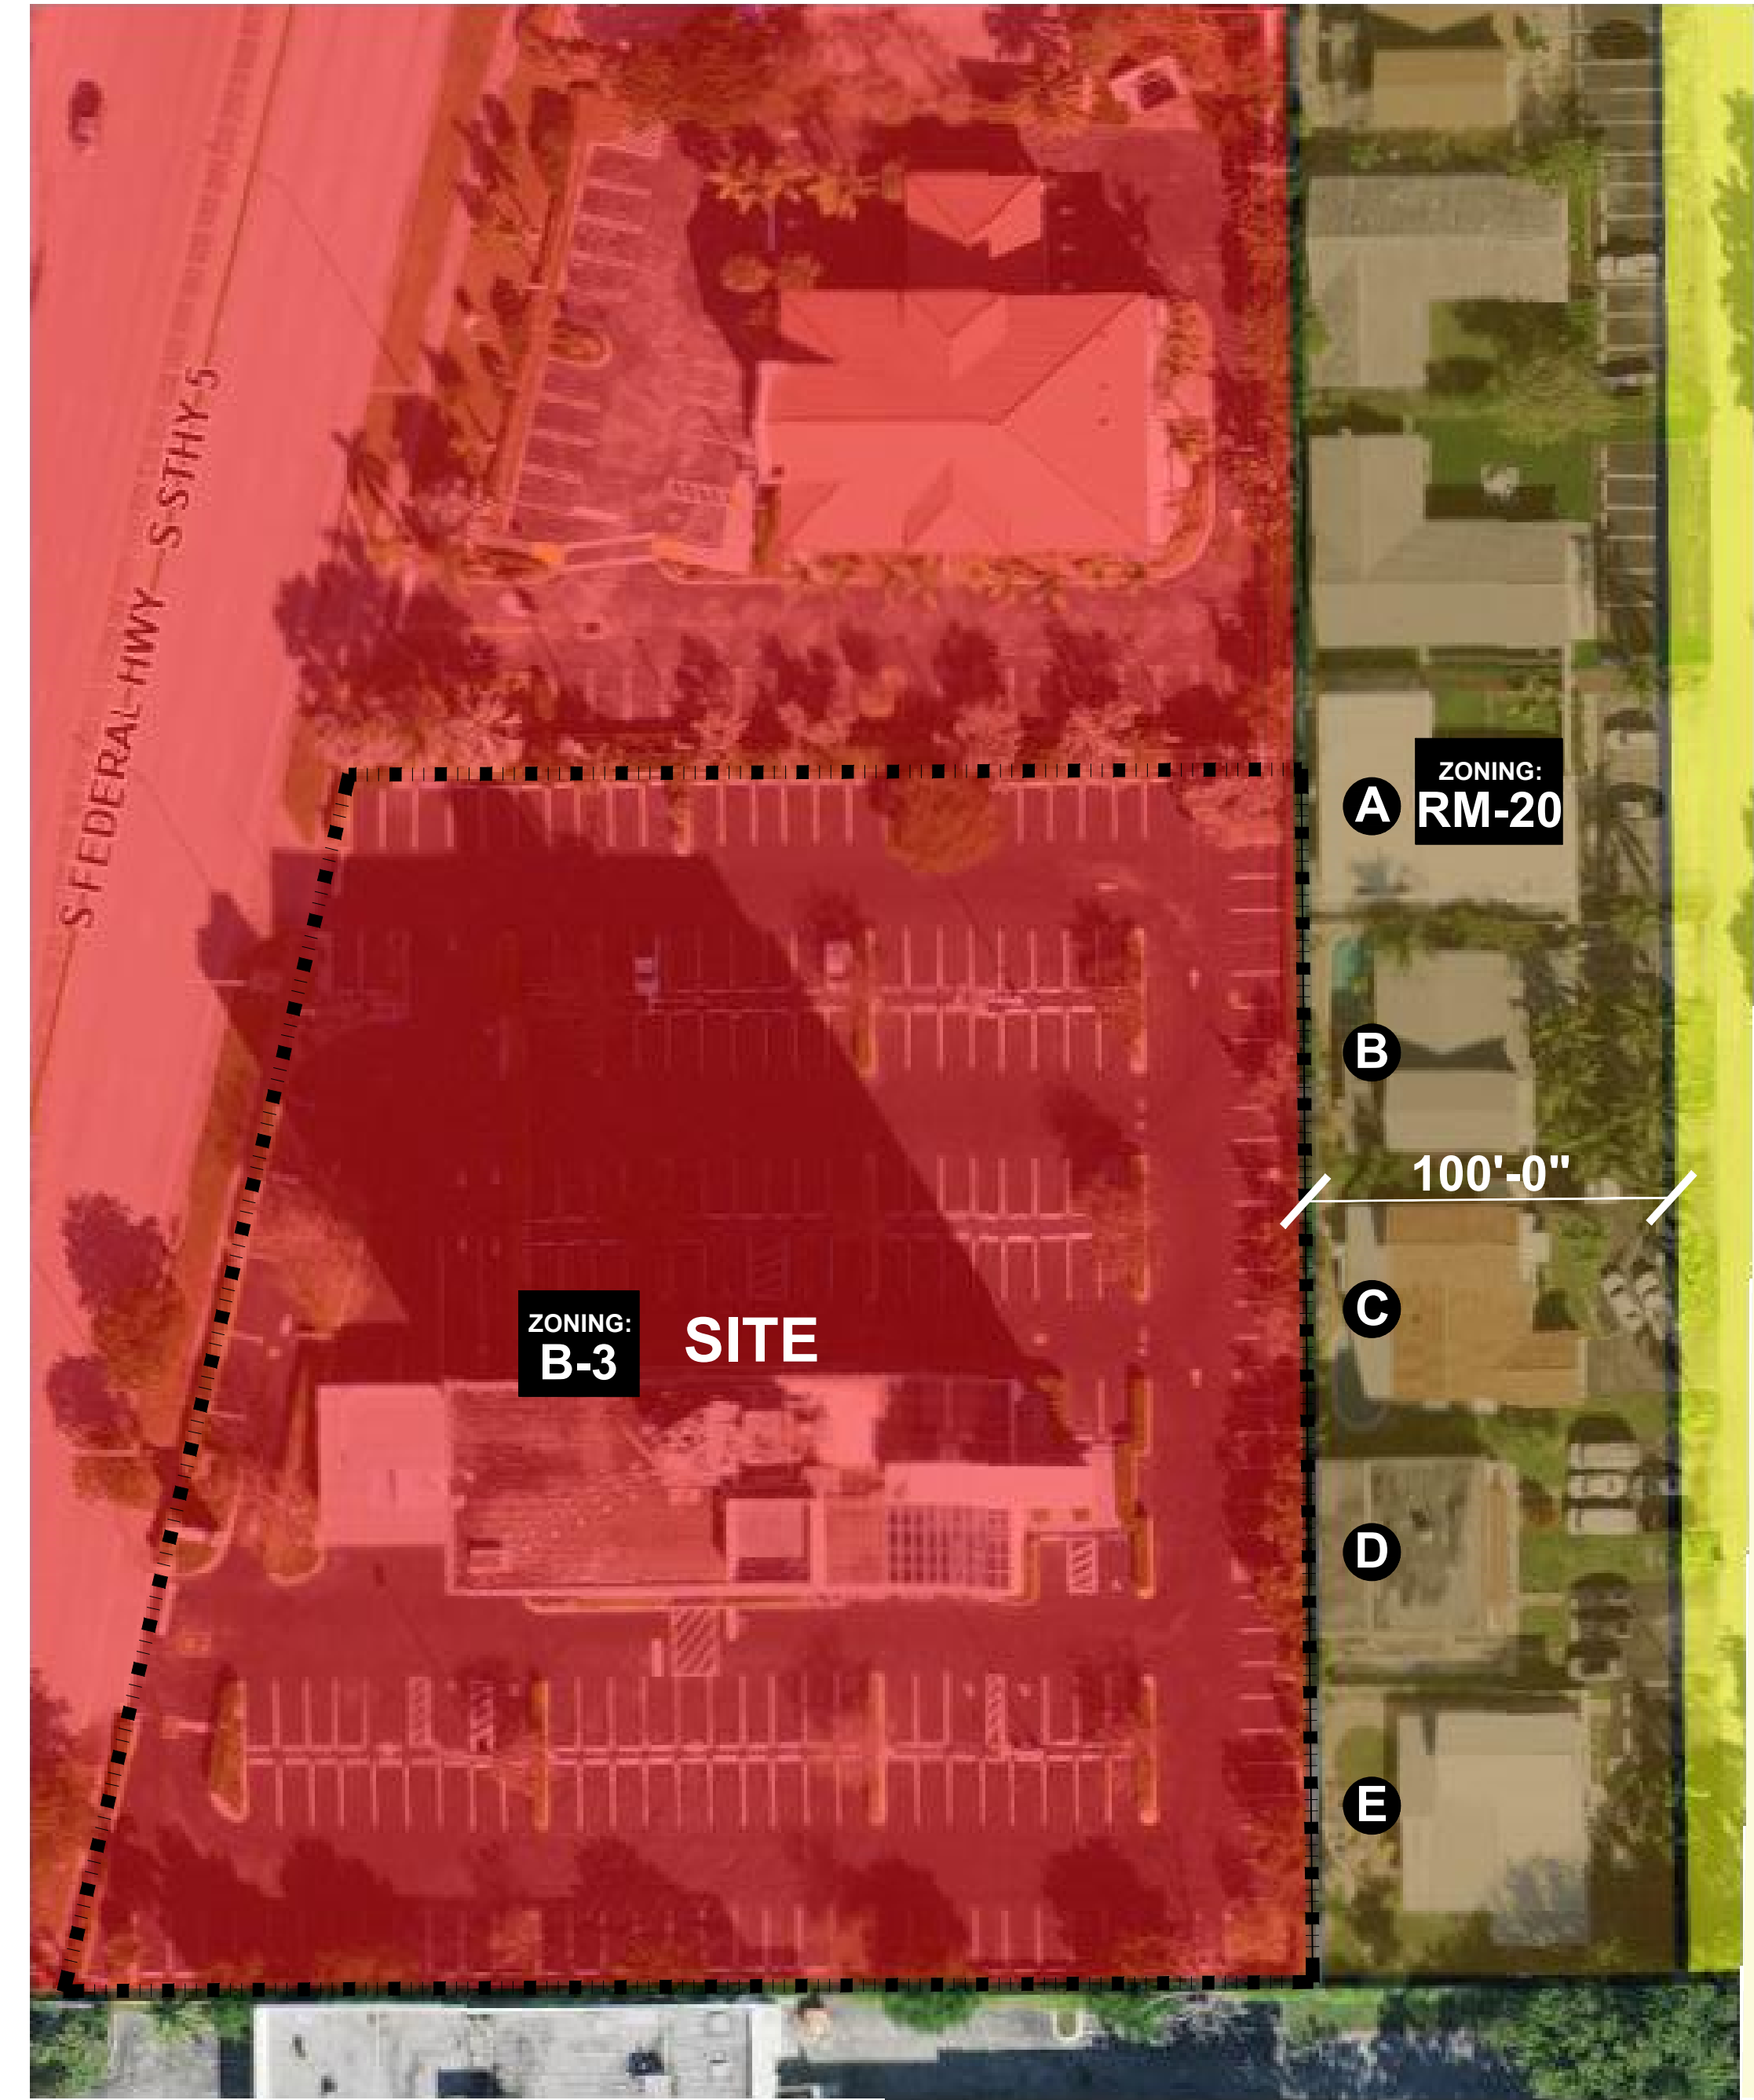 S FEDERAL HWY S STHY 5
A
ZONING:
RM-20
B
100'-0"
C
ZONING:
B-3
SITE
D
E